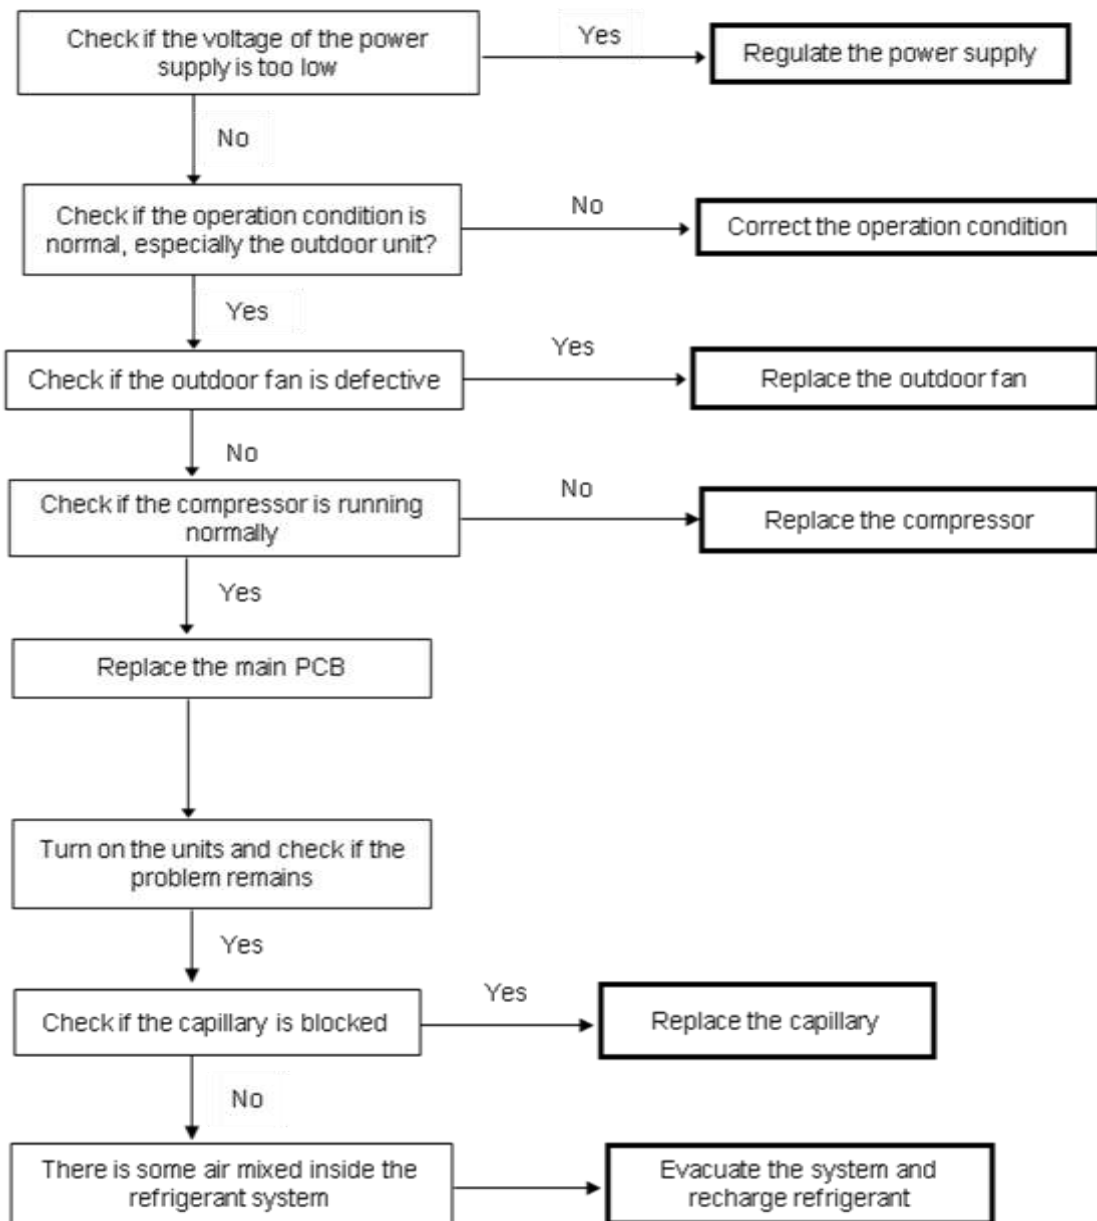 Check if the voltage of the power
supply is too low
Yes
Regulate the power supply
No
Check if the operation condition is
normal, especially the outdoor unit?
No
Correct the operation condition
Yes
Check if the outdoor fan is defective
Yes
Replace the outdoor fan
No
Check if the compressor is running
normally
No
Replace the compressor
Yes
Replace the main PCB
Turn on the units and check if the
problem remains
Yes
Check if the capillary is blocked
Yes
Replace the capillary
No
There is some air mixed inside the
refrigerant system
Evacuate the system and
recharge refrigerant